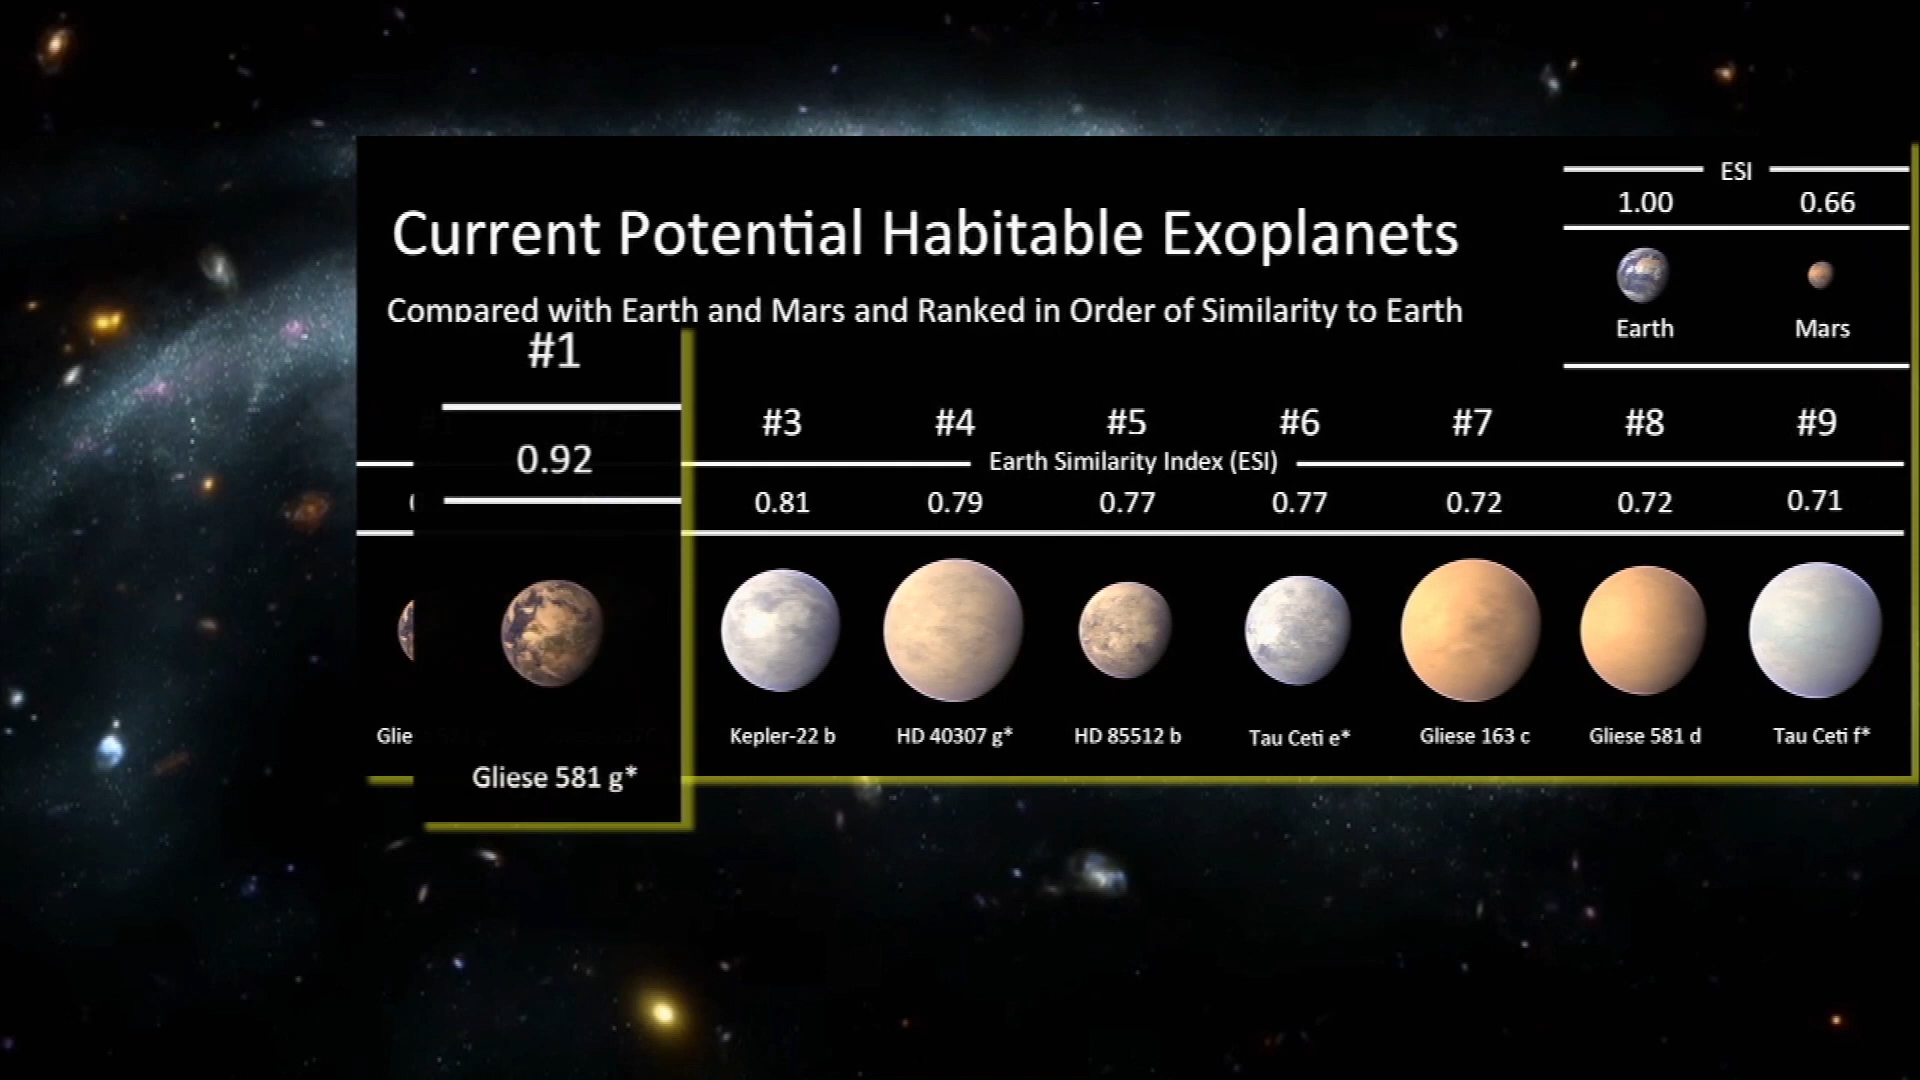 ESI
1.00 0.66
Current Potential Habitable Exoplanets
Compared with Earth and Mars and Ranked in Order of Similarity to Earth
Earth Mars
#1
#3 #4 #5 #6 #7 #8 #9
0.92
Earth Similarity Index (ESI)
0.81 0.79 0.77 0.77 0.72 0.72 0.71
Kepler-22 b HD 40307 g* HD 85512 b Tau Ceti e* Gliese 163 c Gliese 581 d Tau Ceti f*
Gliese 581 g*